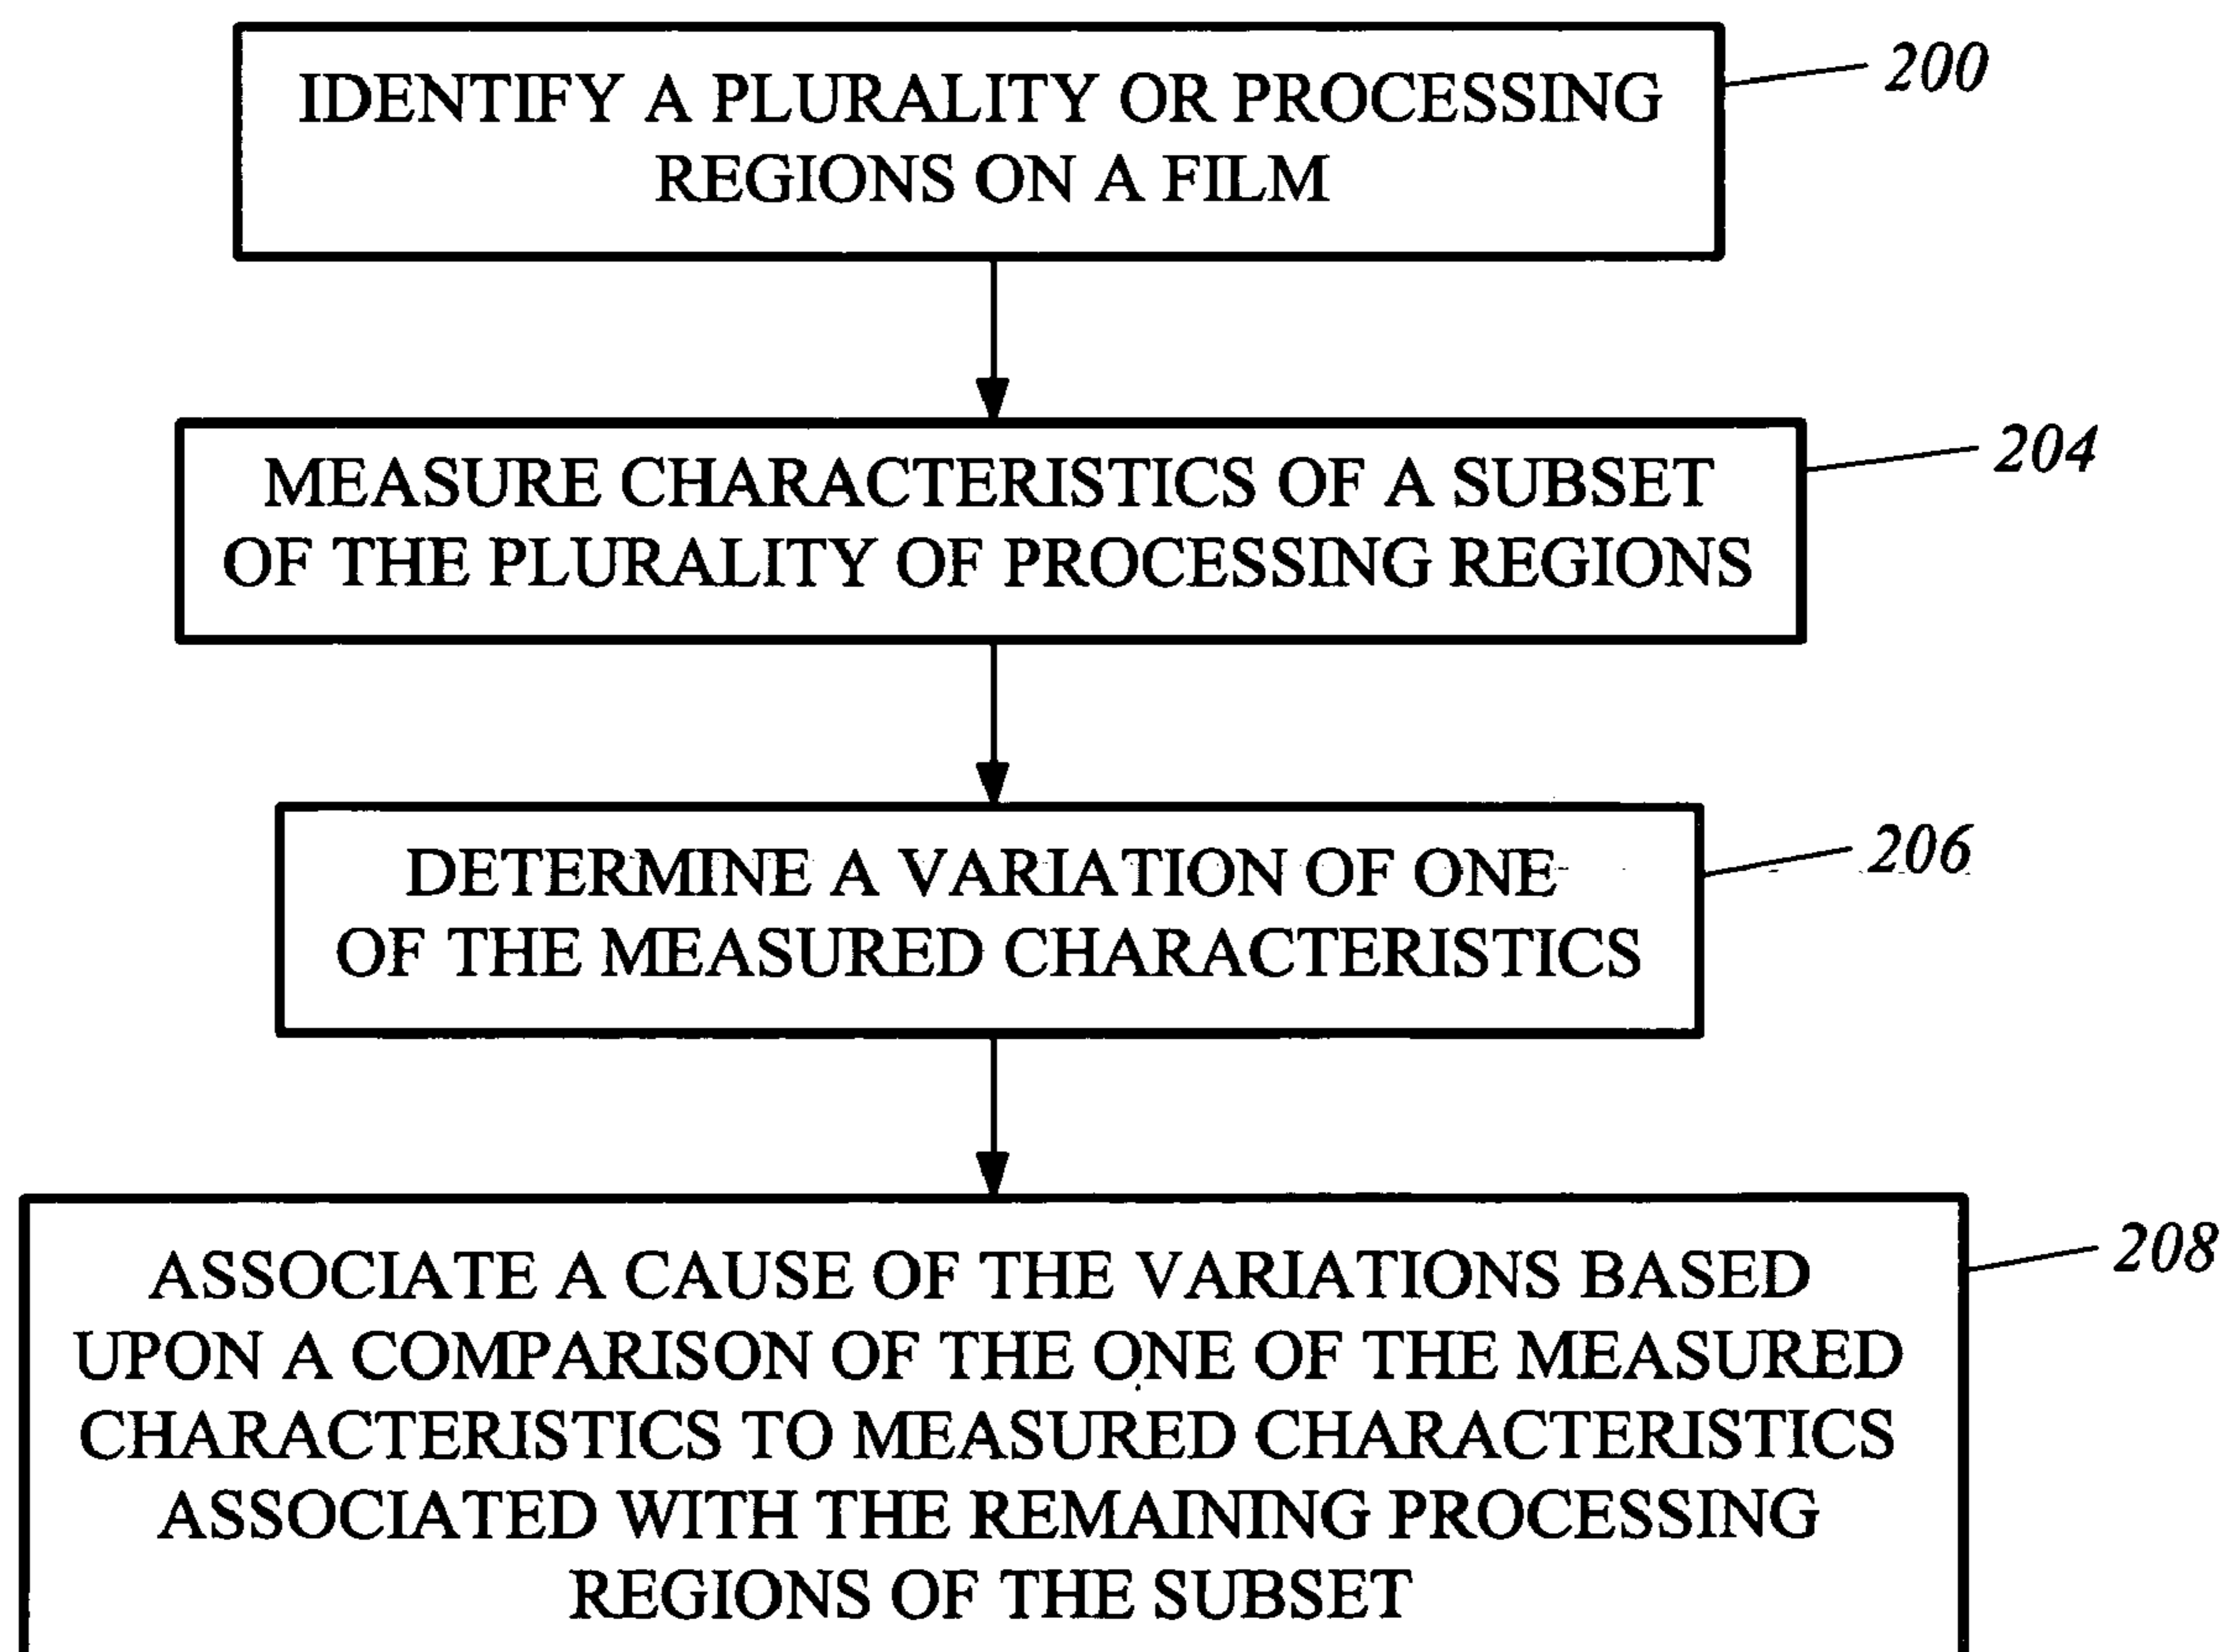 IDENTIFY A PLURALITY OR PROCESSING
REGIONS ON A FILM
200
MEASURE CHARACTERISTICS OF A SUBSET
OF THE PLURALITY OF PROCESSING REGIONS
204
DETERMINE A VARIATION OF ONE
OF THE MEASURED CHARACTERISTICS
206
ASSOCIATE A CAUSE OF THE VARIATIONS BASED
UPON A COMPARISON OF THE ONE OF THE MEASURED
CHARACTERISTICS TO MEASURED CHARACTERISTICS
ASSOCIATED WITH THE REMAINING PROCESSING
REGIONS OF THE SUBSET
208